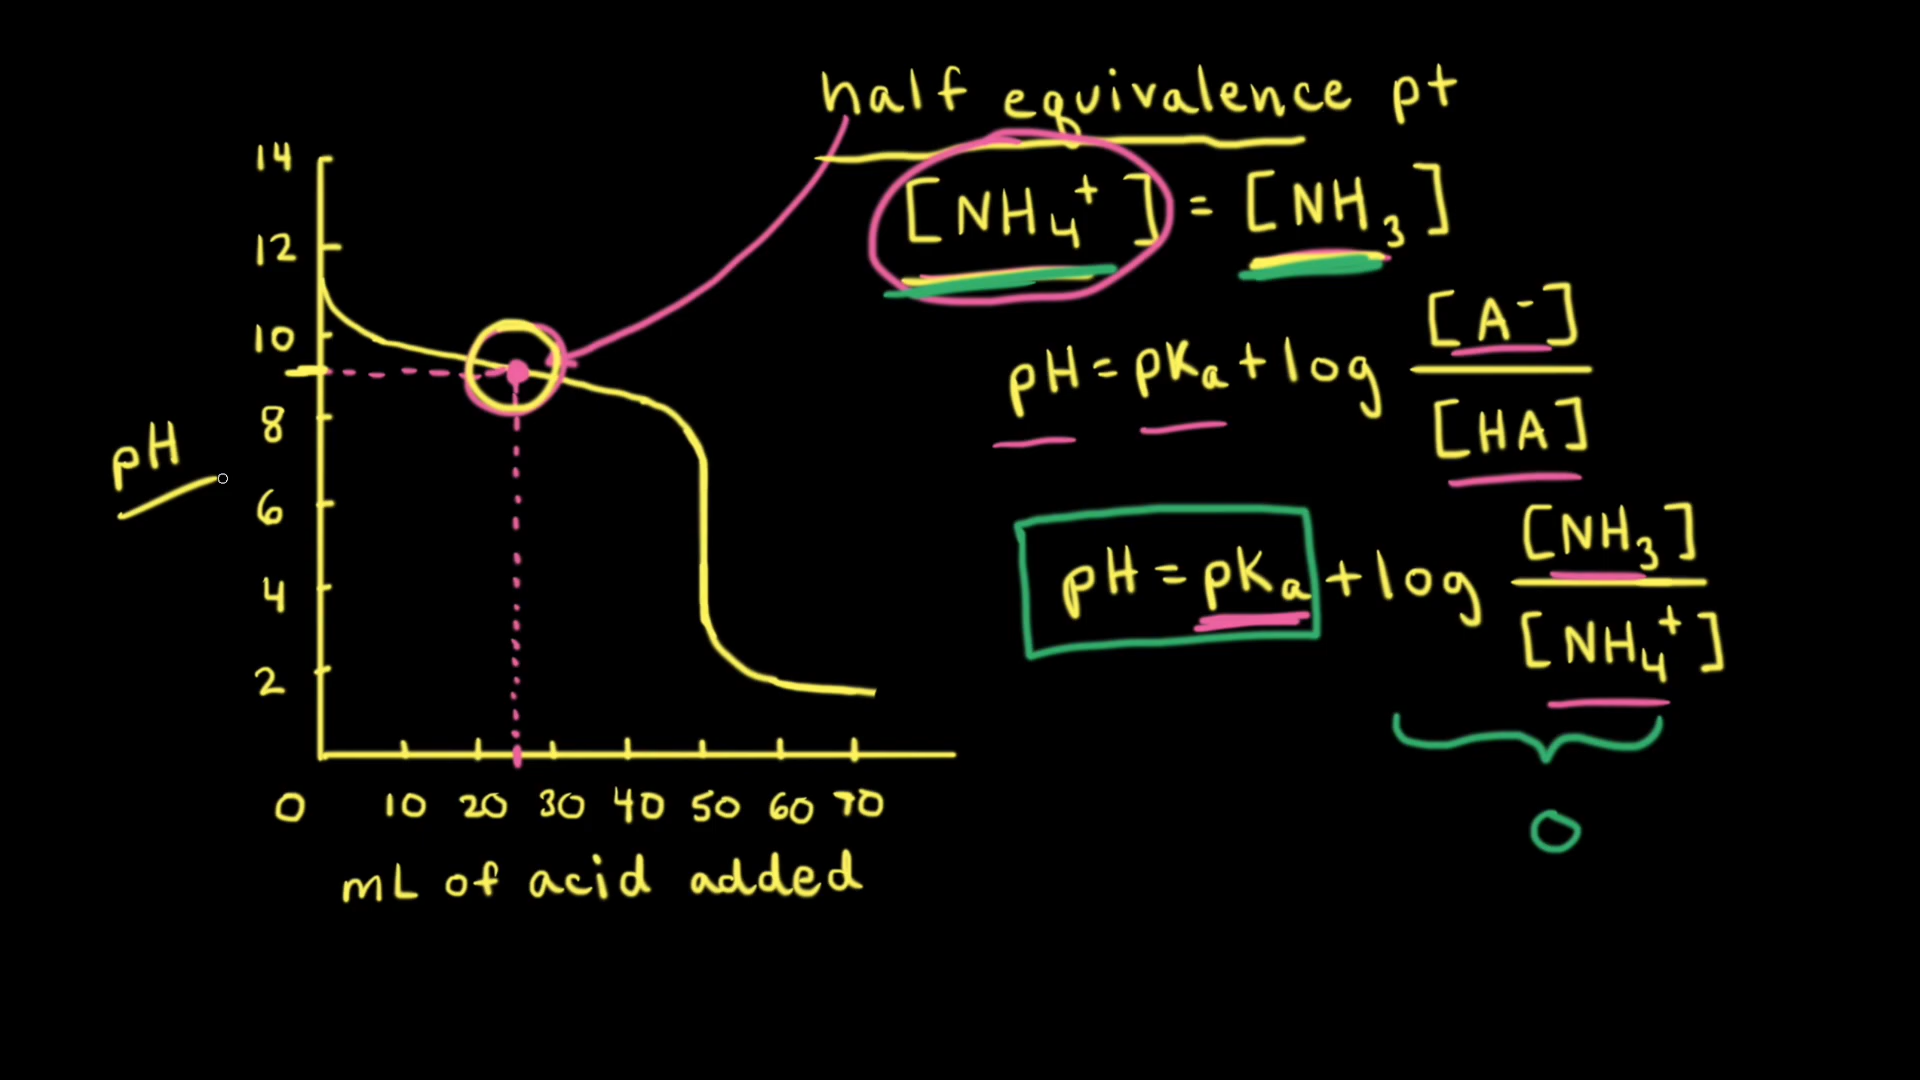 half equivalence pt
[NH₄⁺] = [NH₃]
pH = pKa + log [A⁻]
[HA]
pH = pKa + log [NH₃]
[NH₄⁺]
0
14
12
10
8
6
4
2
pH
0 10 20 30 40 50 60 70
mL of acid added